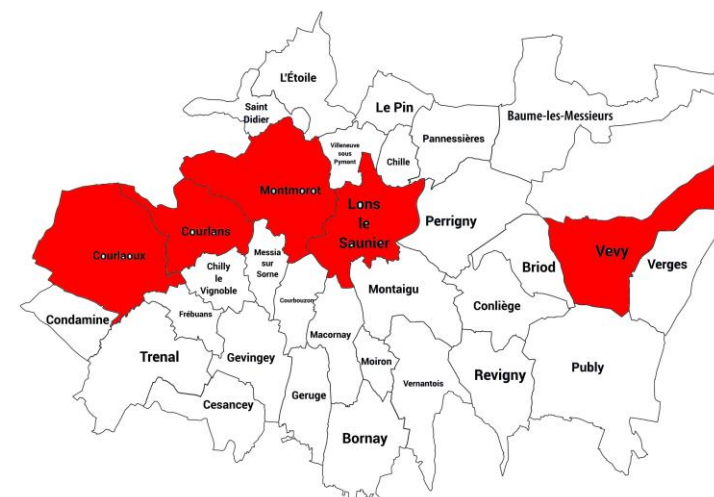 L'Étoile
Saint
Didier
Le Pin
Baume-les-Messieurs
Villeneuve
sous
Pymont
Chille
Pannessières
Montmorot
Lons
le
Saunier
Perrigny
Courlans
Courlaoux
Messia
sur
Sorne
Chilly
le
Vignoble
Briod
Vevy
Verges
Montaigu
Courbouzon
Conliège
Condamine
Frébuans
Macornay
Trenal
Gevingey
Moiron
Publy
Revigny
Vernantois
Geruge
Cesancey
Bornay